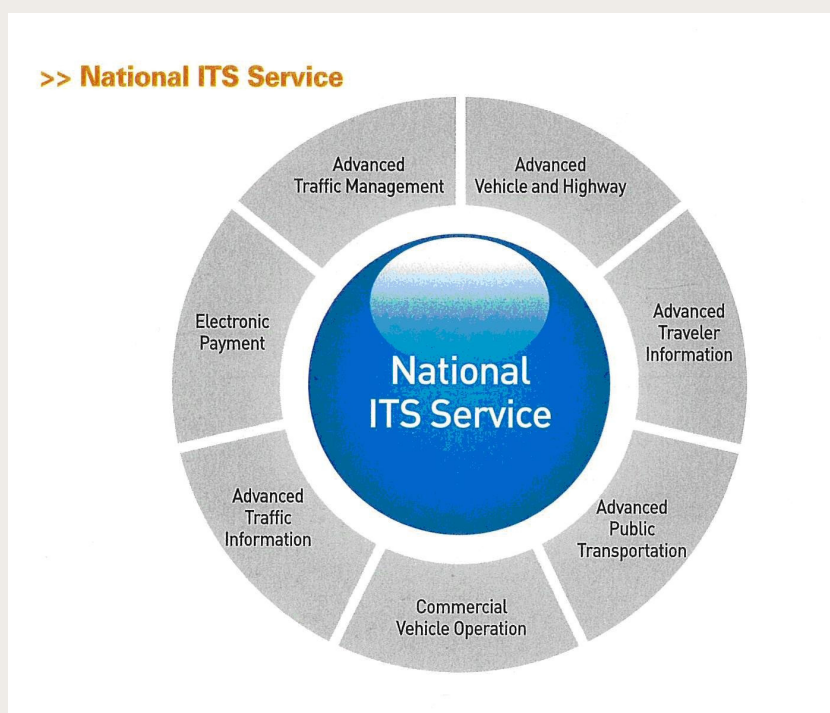 >> National ITS Service
Advanced
Traffic Management
Advanced
Vehicle and Highway
Electronic
Payment
Advanced
Traveler
Information
National
ITS Service
Advanced
Traffic
Information
Advanced
Public
Transportation
Commercial
Vehicle Operation